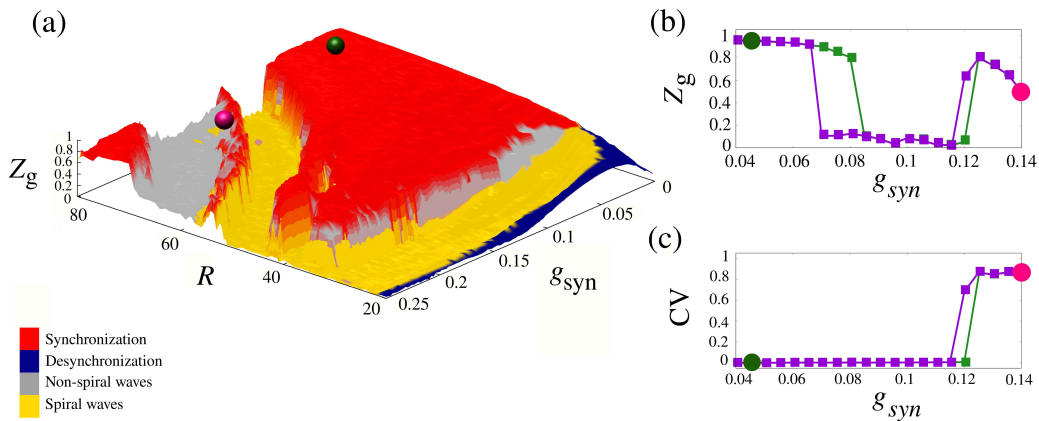 (a)
1
0.8
0.6
0.4
0.2
0
Z_g
80
60
40
20
R
0
0.05
0.1
0.15
0.2
0.25
g_syn
Synchronization
Desynchronization
Non-spiral waves
Spiral waves
(b)
1
0.8
0.6
0.4
0.2
0
Z_g
0.04 0.06 0.08 0.1 0.12 0.14
g_syn
(c)
1
0.8
0.6
0.4
0.2
0
CV
0.04 0.06 0.08 0.1 0.12 0.14
g_syn